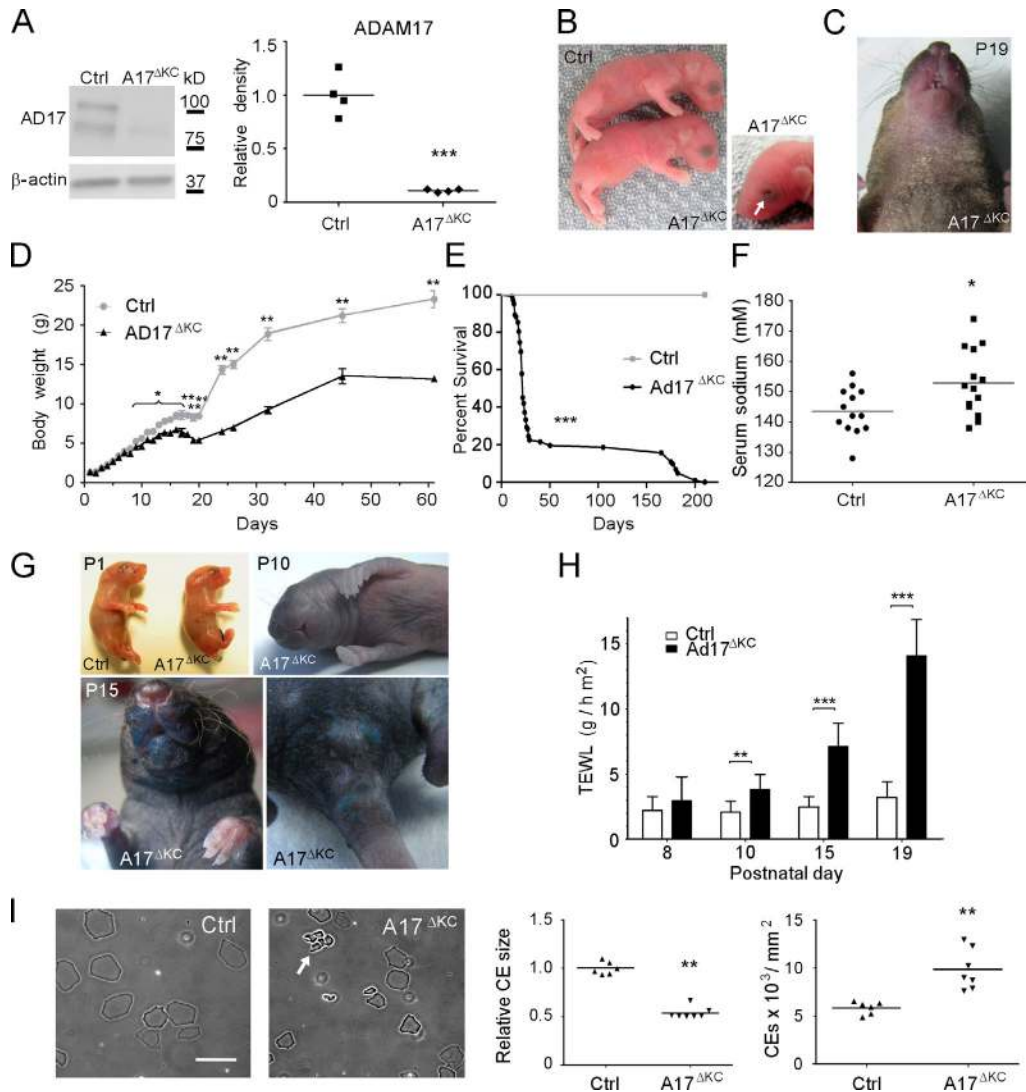 A
Ctrl A17ΔKC kD
AD17
100
75
β-actin
37
ADAM17
Relative density
1.5
1.0
0.5
0
***
Ctrl A17ΔKC
B
Ctrl
A17ΔKC
A17ΔKC
C
P19
A17ΔKC
D
Body weight (g)
25
20
15
10
5
0
Ctrl
AD17ΔKC
*
** **
** **
** **
**
**
**
0 10 20 30 40 50 60
Days
E
Percent Survival
100
80
60
40
20
0
Ctrl
Ad17ΔKC
***
0 50 100 150 200
Days
F
Serum sodium (mM)
180
170
160
150
140
130
120
*
Ctrl A17ΔKC
G
P1
Ctrl A17ΔKC
P10
A17ΔKC
P15
A17ΔKC
A17ΔKC
H
TEWL (g / h m²)
15
10
5
0
Ctrl
Ad17ΔKC
**
***
***
8 10 15 19
Postnatal day
I
Ctrl
A17ΔKC
Relative CE size
1.5
1.0
0.5
0
**
Ctrl A17ΔKC
CEs x 10³/ mm²
15
10
5
0
**
Ctrl A17ΔKC